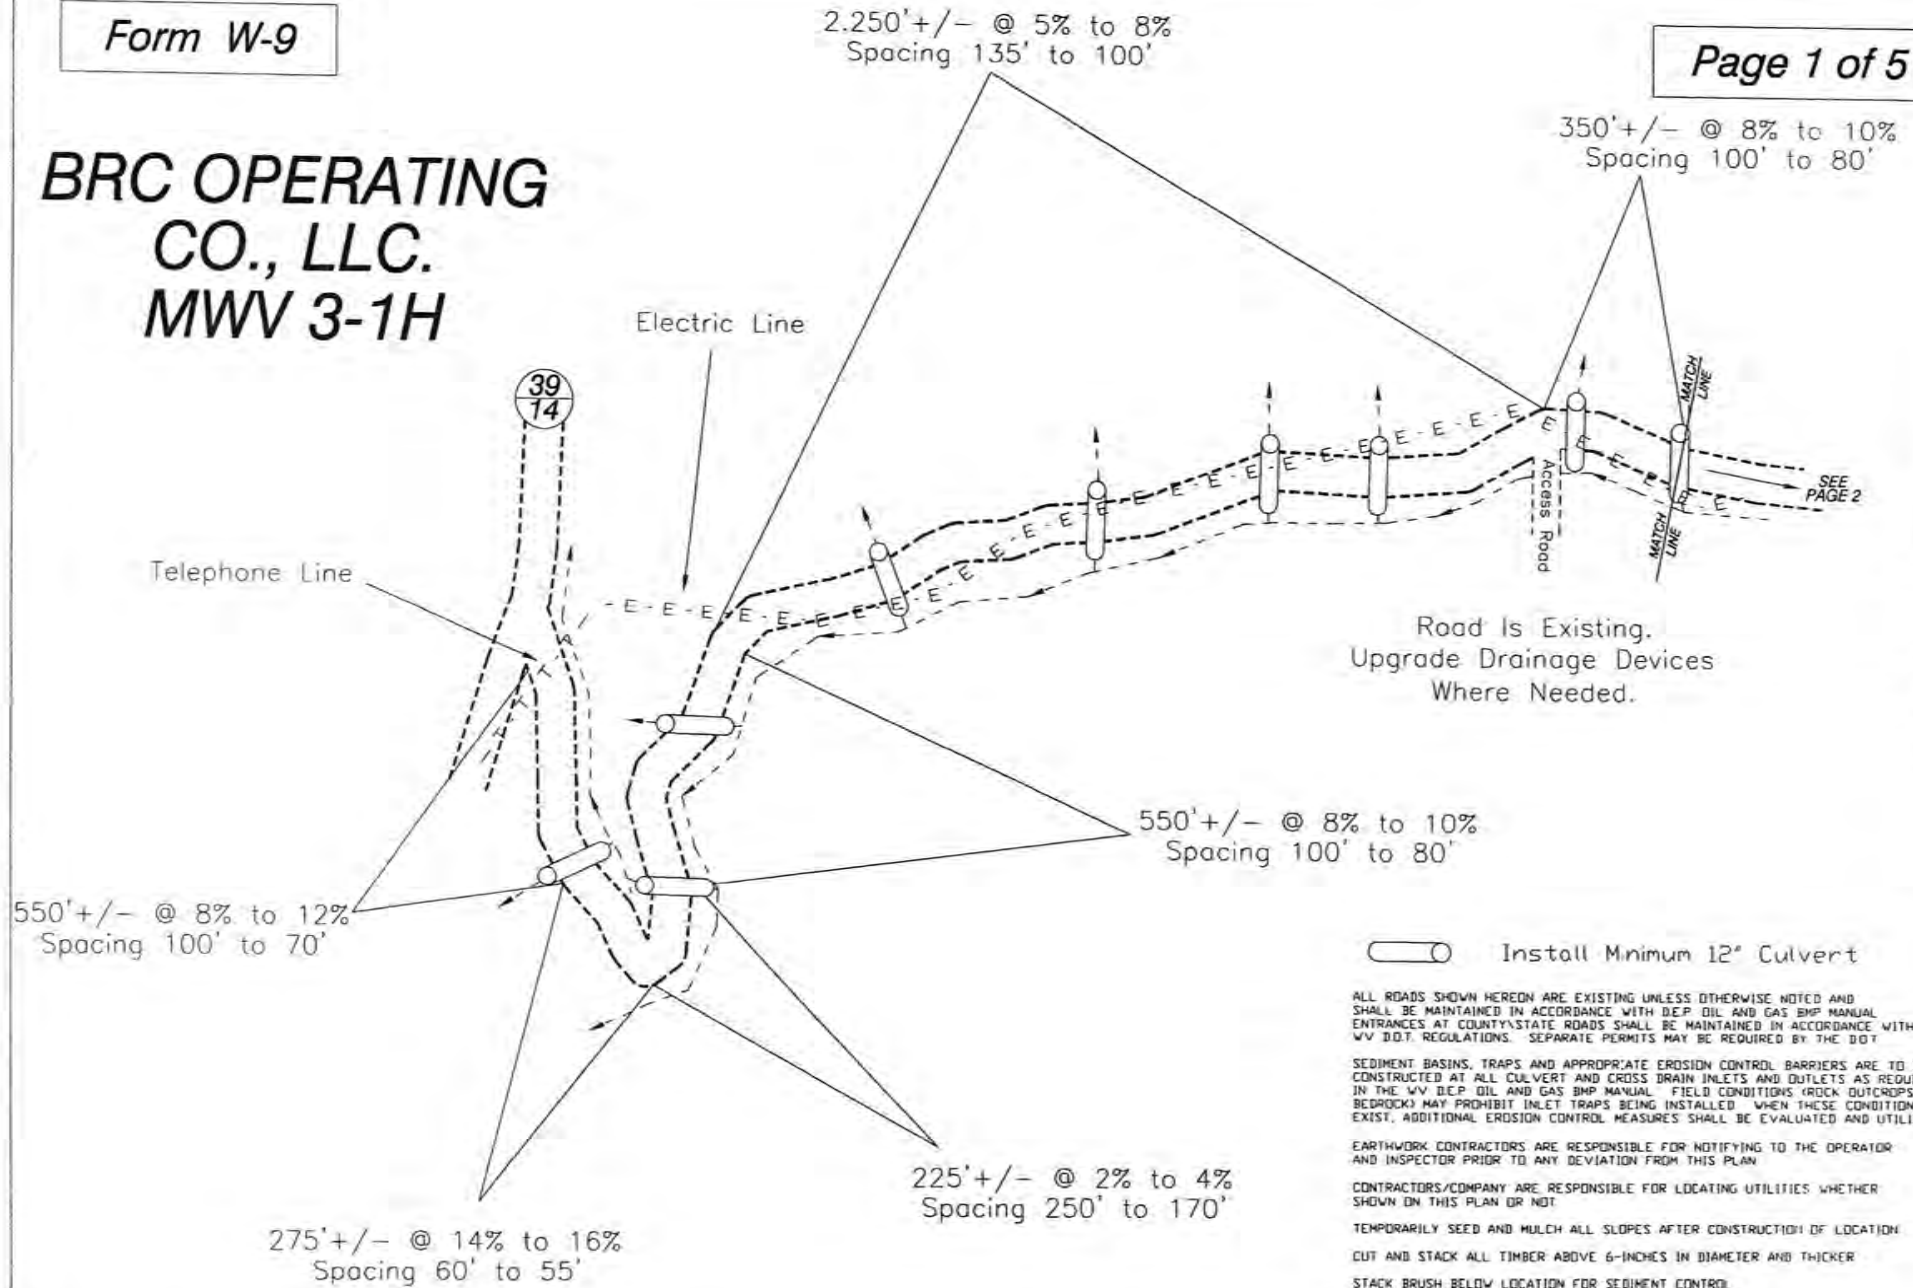 Form W-9
2.250'+/- @ 5% to 8%
Spacing 135' to 100'
Page 1 of 5
350'+/- @ 8% to 10%
Spacing 100' to 80'
BRC OPERATING
CO., LLC.
MWV 3-1H
Electric Line
39
14
MATCH
LINE
E - E - E - E - E - E - E - E - E - E - E - E - E - E - E - E - E - E - E - E - E - E - E - E - E - E - E
Access Road
SEE
PAGE 2
MATCH
LINE
Telephone Line
T
T
Road Is Existing.
Upgrade Drainage Devices
Where Needed.
550'+/- @ 8% to 10%
Spacing 100' to 80'
550'+/- @ 8% to 12%
Spacing 100' to 70'
Install Minimum 12" Culvert
ALL ROADS SHOWN HEREON ARE EXISTING UNLESS OTHERWISE NOTED AND
SHALL BE MAINTAINED IN ACCORDANCE WITH D.E.P OIL AND GAS BMP MANUAL
ENTRANCES AT COUNTY\STATE ROADS SHALL BE MAINTAINED IN ACCORDANCE WITH
WV D.O.T. REGULATIONS. SEPARATE PERMITS MAY BE REQUIRED BY THE DOT
SEDIMENT BASINS, TRAPS AND APPROPRIATE EROSION CONTROL BARRIERS ARE TO
CONSTRUCTED AT ALL CULVERT AND CROSS DRAIN INLETS AND OUTLETS AS REQUI
IN THE WV D.E.P OIL AND GAS BMP MANUAL FIELD CONDITIONS (ROCK OUTCROPS
BEDROCK) MAY PROHIBIT INLET TRAPS BEING INSTALLED WHEN THESE CONDITION
EXIST, ADDITIONAL EROSION CONTROL MEASURES SHALL BE EVALUATED AND UTILI
EARTHWORK CONTRACTORS ARE RESPONSIBLE FOR NOTIFYING TO THE OPERATOR
AND INSPECTOR PRIOR TO ANY DEVIATION FROM THIS PLAN
CONTRACTORS/COMPANY ARE RESPONSIBLE FOR LOCATING UTILITIES WHETHER
SHOWN ON THIS PLAN OR NOT
TEMPORARILY SEED AND MULCH ALL SLOPES AFTER CONSTRUCTION OF LOCATION
CUT AND STACK ALL TIMBER ABOVE 6-INCHES IN DIAMETER AND THICKER
STACK BRUSH BELOW LOCATION FOR SEDIMENT CONTROL
225'+/- @ 2% to 4%
Spacing 250' to 170'
275'+/- @ 14% to 16%
Spacing 60' to 55'